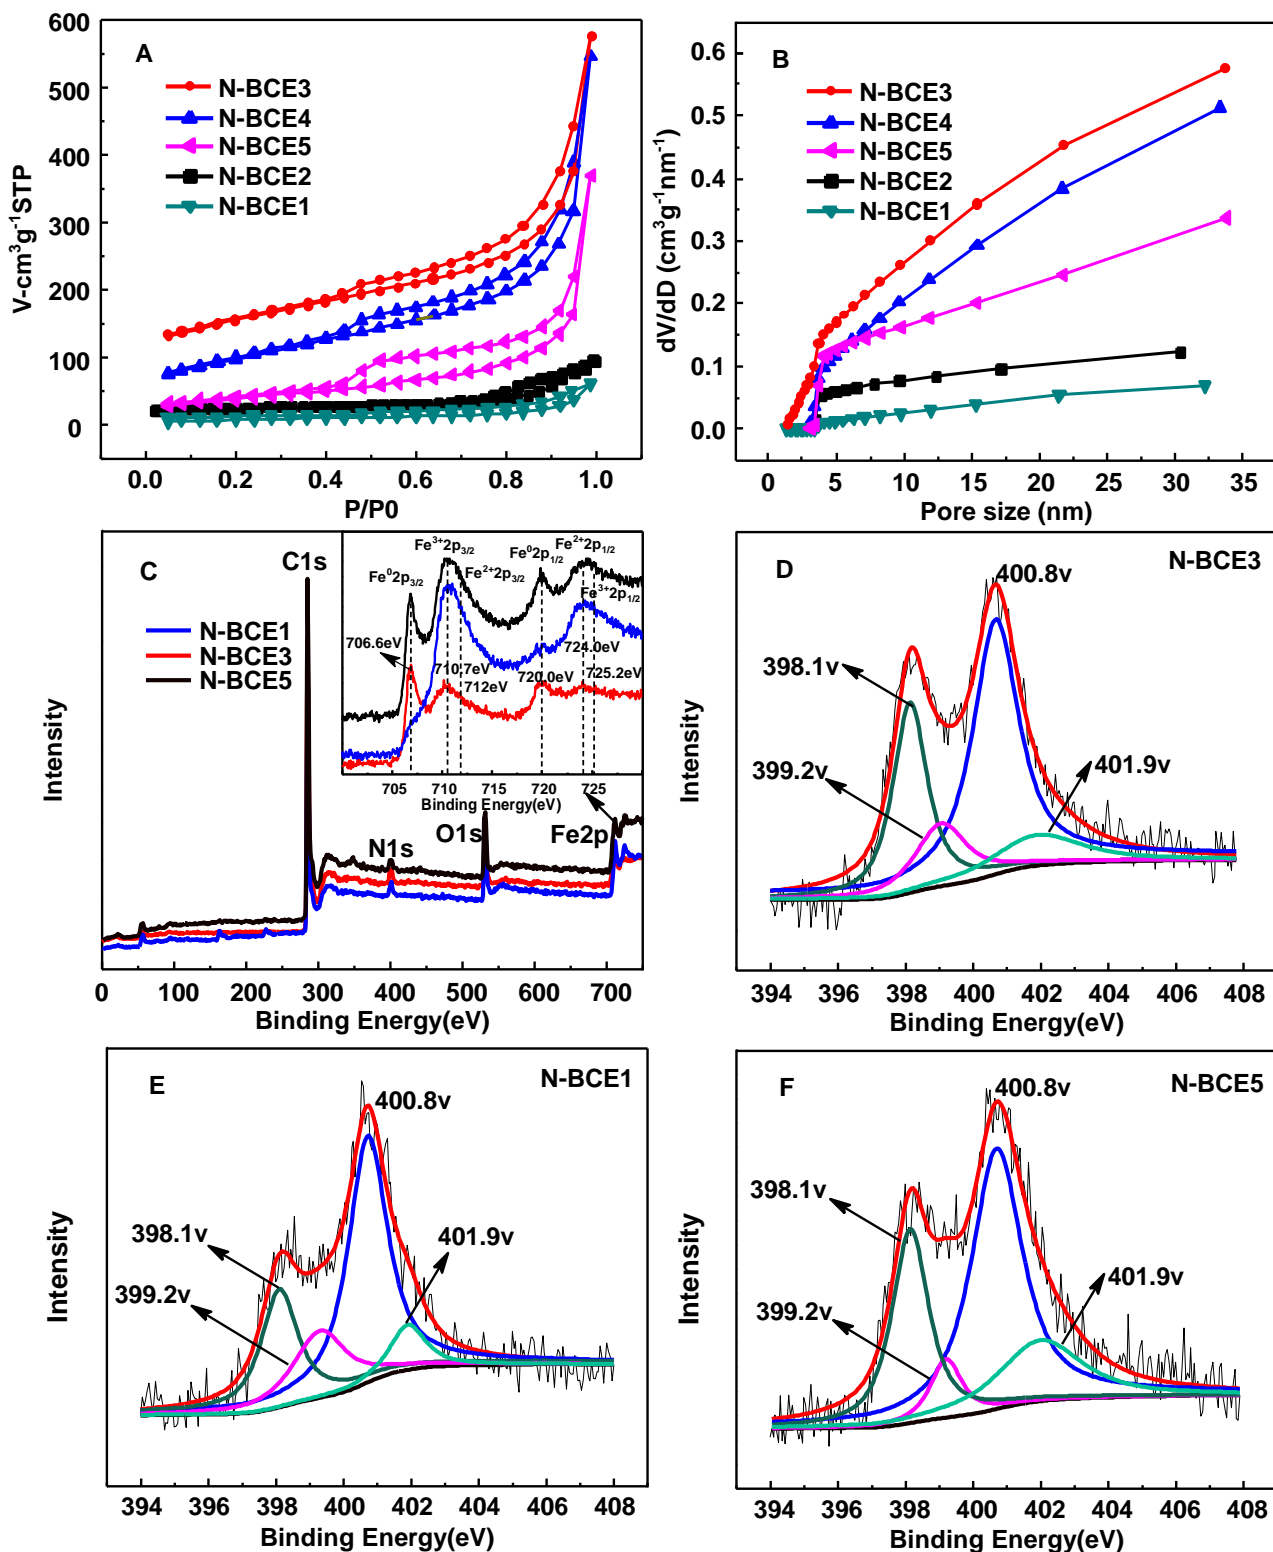 A
N-BCE3
N-BCE4
N-BCE5
N-BCE2
N-BCE1
600
500
400
300
200
100
0
V-cm³g⁻¹STP
0.0 0.2 0.4 0.6 0.8 1.0
P/P0
B
N-BCE3
N-BCE4
N-BCE5
N-BCE2
N-BCE1
0.6
0.5
0.4
0.3
0.2
0.1
0.0
dV/dD (cm³g⁻¹nm⁻¹)
0 5 10 15 20 25 30 35
Pore size (nm)
C
C1s
N-BCE1
N-BCE3
N-BCE5
Fe³⁺2p₃/₂
Fe⁰2p₁/₂
Fe²⁺2p₁/₂
Fe⁰2p₃/₂
Fe²⁺2p₃/₂
Fe³⁺2p₁/₂
706.6eV
710.7eV
712eV
720.0eV
724.0eV
725.2eV
705 710 715 720 725
Binding Energy(eV)
N1s
O1s
Fe2p
Intensity
0 100 200 300 400 500 600 700
Binding Energy(eV)
D
N-BCE3
400.8v
398.1v
399.2v
401.9v
Intensity
394 396 398 400 402 404 406 408
Binding Energy(eV)
E
N-BCE1
400.8v
398.1v
401.9v
399.2v
Intensity
394 396 398 400 402 404 406 408
Binding Energy(eV)
F
N-BCE5
400.8v
398.1v
401.9v
399.2v
Intensity
394 396 398 400 402 404 406 408
Binding Energy(eV)